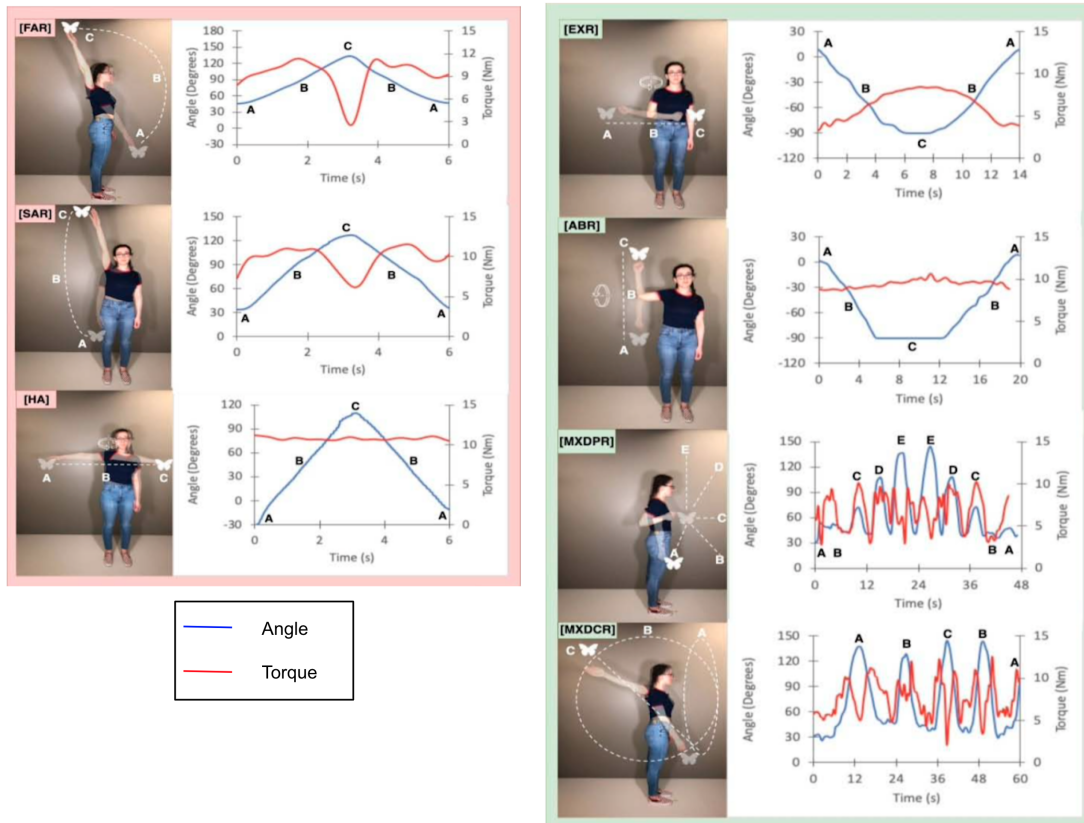 [FAR]
C
B
A
Angle (Degrees)
180
150
120
90
60
30
0
-30
C
B
B
A
A
15
12
9
6
3
0
Torque (Nm)
0
2
4
6
Time (s)
[SAR]
C
B
A
Angle (Degrees)
150
120
90
60
30
0
C
B
B
A
A
15
10
5
0
Torque (Nm)
0
2
4
6
Time (s)
[HA]
A
B
C
Angle (Degrees)
120
90
60
30
0
-30
C
B
B
A
A
15
10
5
0
Torque (Nm)
0
2
4
6
Time (s)
Angle
Torque
[EXR]
A
B
C
Angle (Degrees)
30
0
-30
-60
-90
-120
A
A
B
B
C
15
10
5
0
Torque (Nm)
0
2
4
6
8
10
12
14
Time (s)
[ABR]
C
B
A
Angle (Degrees)
30
0
-30
-60
-90
-120
A
A
B
B
C
15
10
5
0
Torque (Nm)
0
4
8
12
16
20
Time (s)
[MXDPR]
E
D
C
A
B
Angle (Degrees)
150
120
90
60
30
0
E
E
D
D
C
C
A
B
B
A
15
10
5
0
Torque (Nm)
0
12
24
36
48
Time (s)
[MXDCR]
B
A
C
Angle (Degrees)
150
120
90
60
30
0
A
B
C
B
A
15
10
5
0
Torque (Nm)
0
12
24
36
48
60
Time (s)